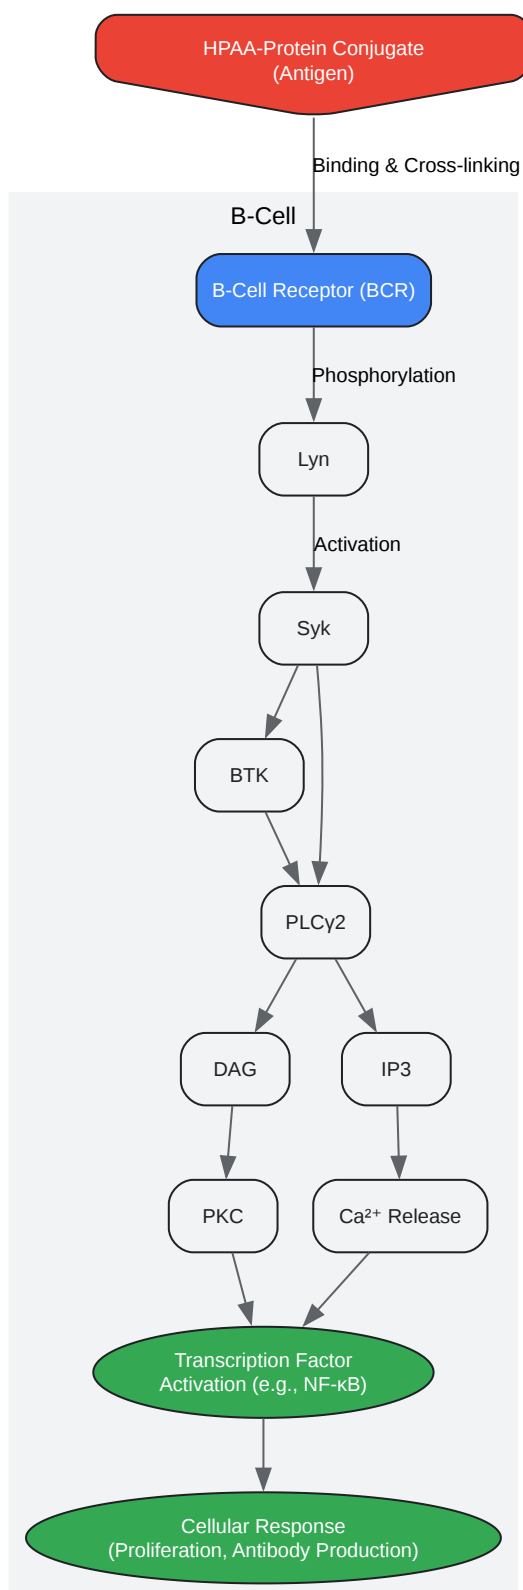 HPAA-Protein Conjugate
(Antigen)
Binding & Cross-linking
B-Cell
B-Cell Receptor (BCR)
Phosphorylation
Lyn
Activation
Syk
BTK
PLCγ2
DAG
IP3
PKC
Ca²⁺ Release
Transcription Factor
Activation (e.g., NF-κB)
Cellular Response
(Proliferation, Antibody Production)